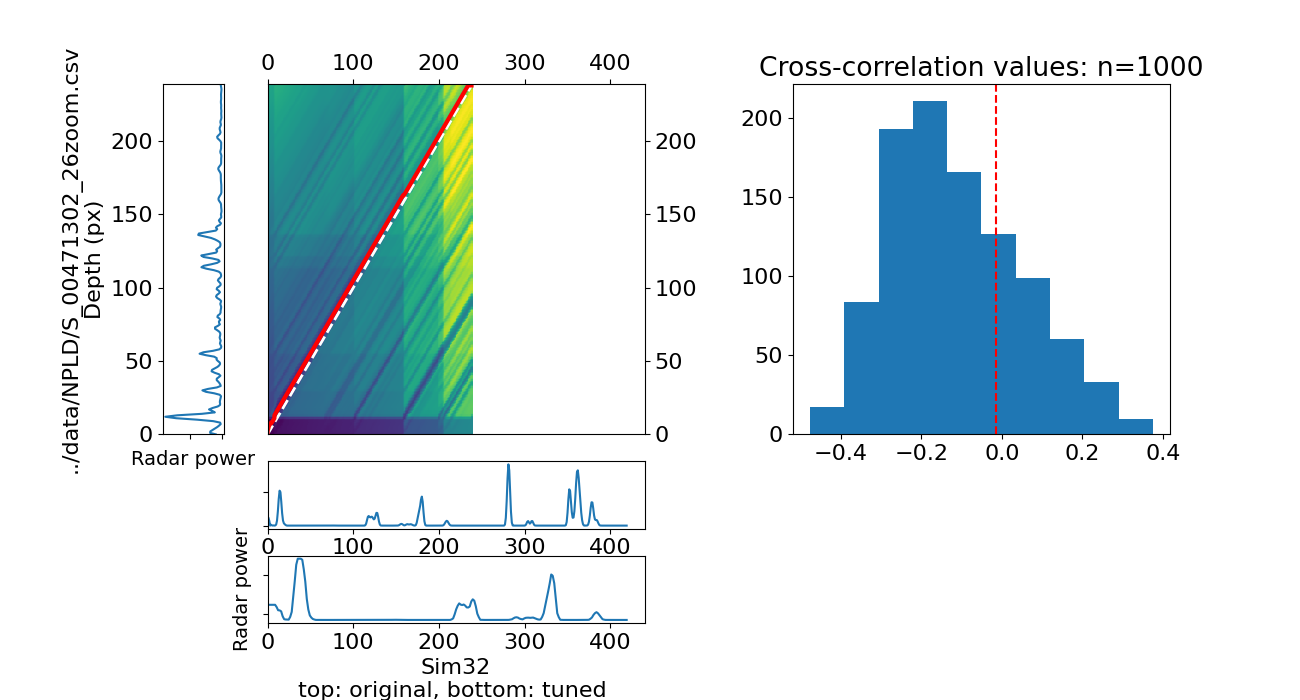 0 100 200 300 400
Cross-correlation values: n=1000
../data/NPLD/S_00471302_26zoom.csv
Depth (px)
200
150
100
50
0
200
150
100
50
0
200
150
100
50
0
−0.4 −0.2 0.0 0.2 0.4
Radar power
0 100 200 300 400
Radar power
0 100 200 300 400
Sim32
top: original, bottom: tuned